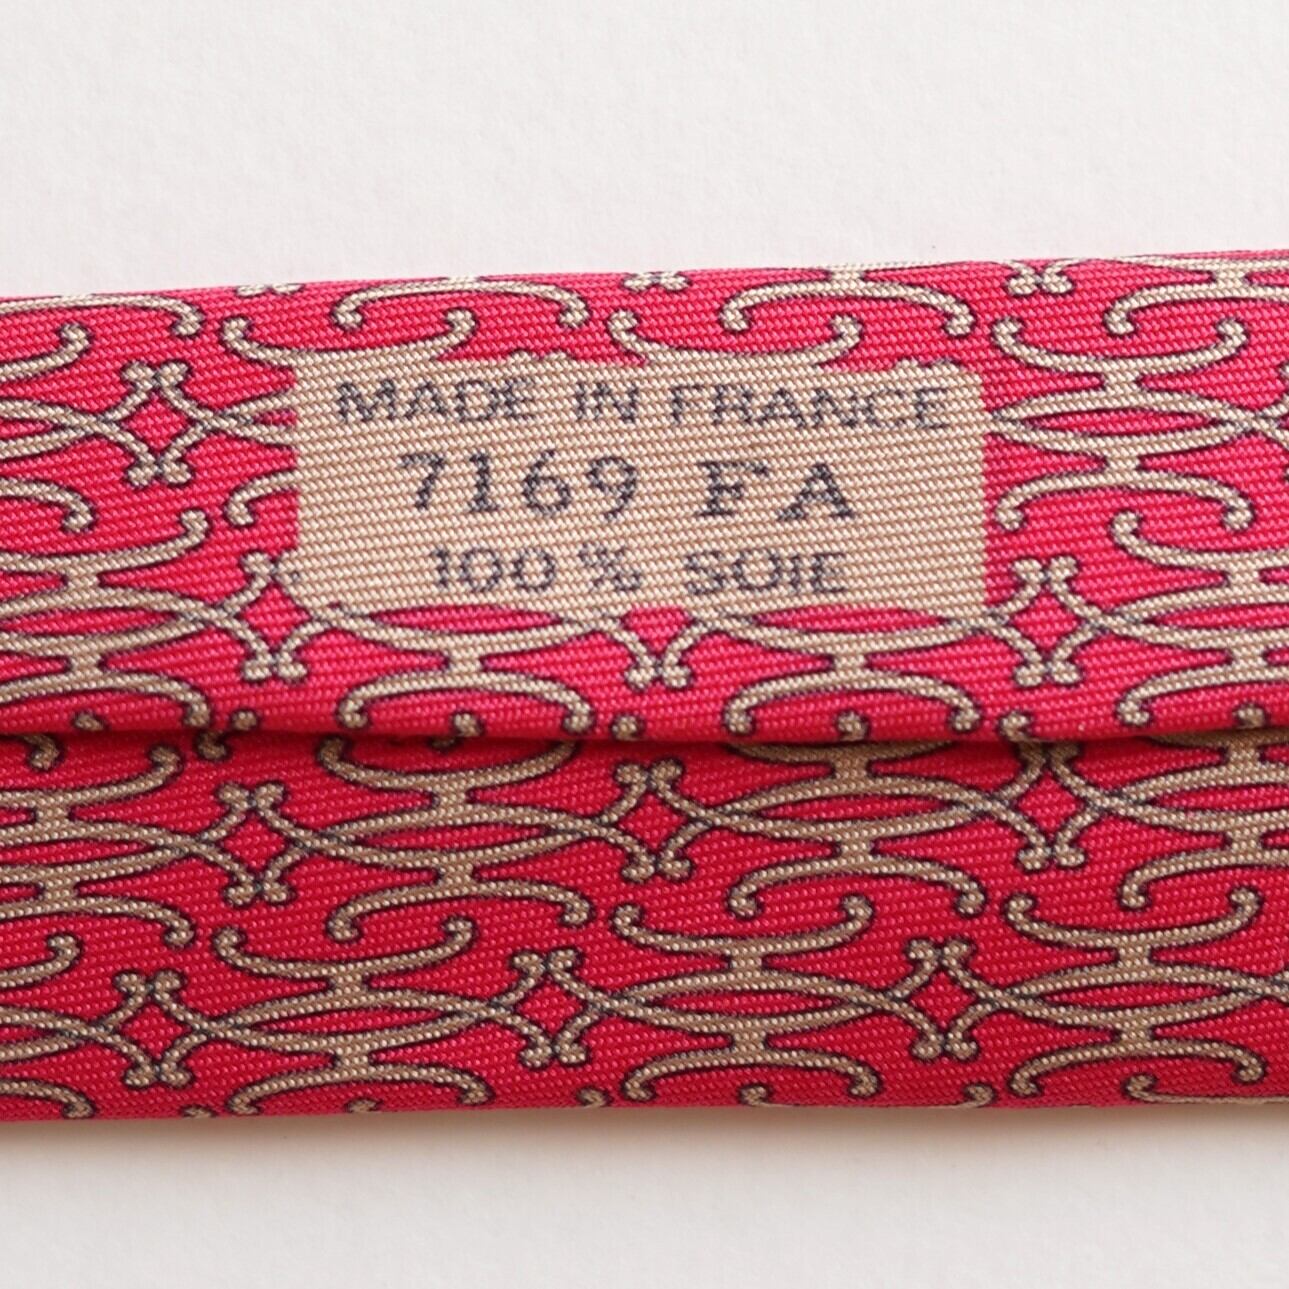 MADE IN FRANCE
7169 FA
100 % SOIE